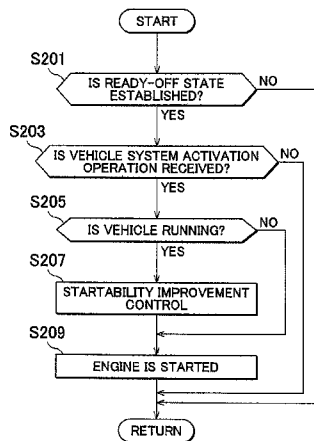 START
S201
IS READY-OFF STATE
ESTABLISHED?
NO
YES
S203
IS VEHICLE SYSTEM ACTIVATION
OPERATION RECEIVED?
NO
YES
S205
IS VEHICLE RUNNING?
NO
YES
S207
STARTABILITY IMPROVEMENT
CONTROL
S209
ENGINE IS STARTED
RETURN